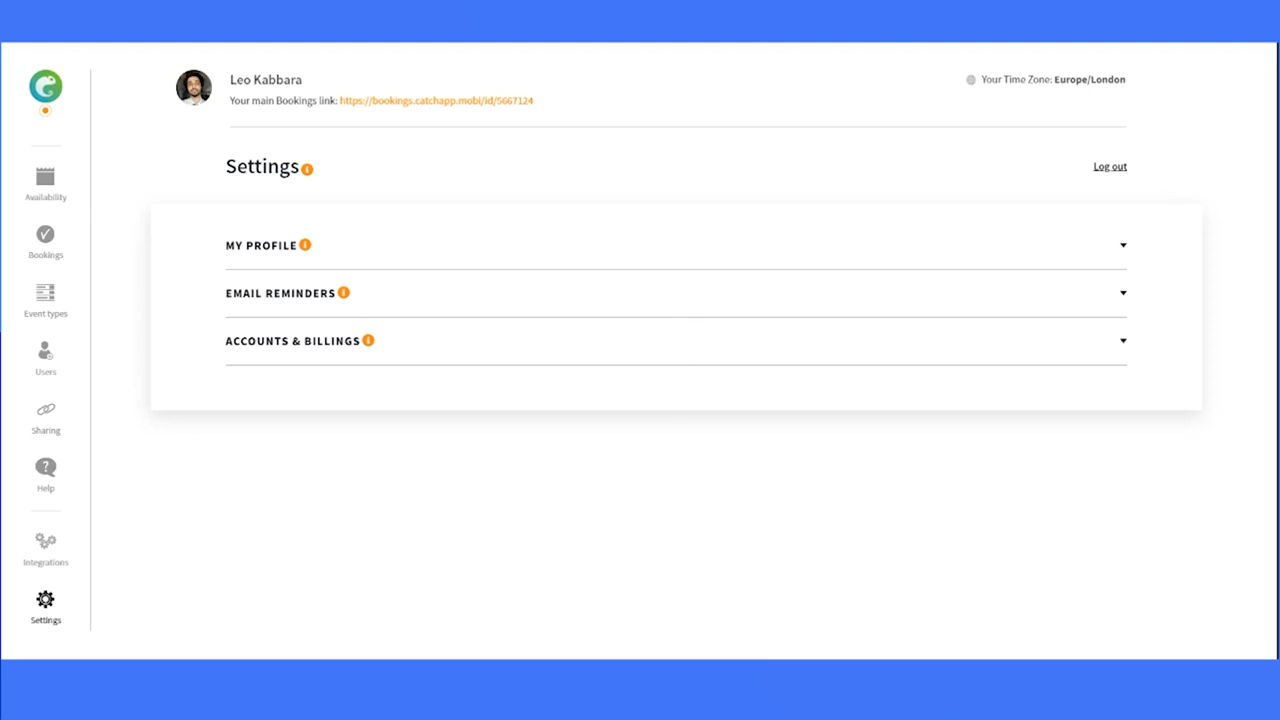 Leo Kabbara
Your main Bookings link: https://bookings.catchapp.mobi/id/5667124
Your Time Zone: Europe/London
Settings
Log out
MY PROFILE
EMAIL REMINDERS
ACCOUNTS & BILLINGS
Availability
Bookings
Event types
Users
Sharing
Help
Integrations
Settings